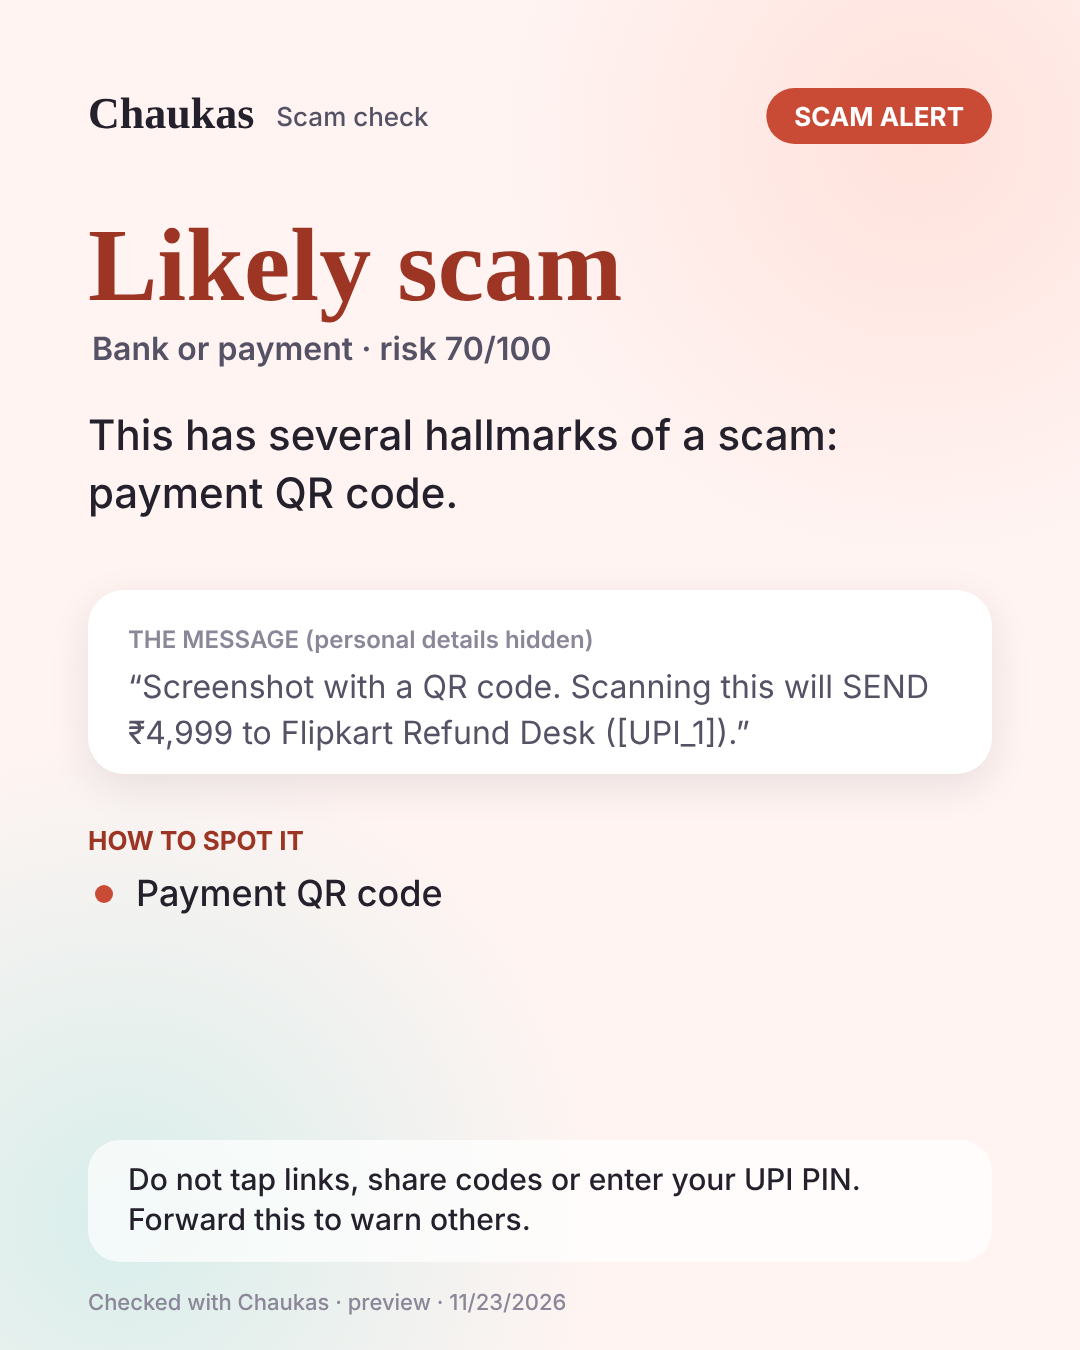 Chaukas Scam check
SCAM ALERT
Likely scam
Bank or payment · risk 70/100
This has several hallmarks of a scam:
payment QR code.
THE MESSAGE (personal details hidden)
“Screenshot with a QR code. Scanning this will SEND
₹4,999 to Flipkart Refund Desk ([UPI_1]).”
HOW TO SPOT IT
● Payment QR code
Do not tap links, share codes or enter your UPI PIN.
Forward this to warn others.
Checked with Chaukas · preview · 11/23/2026